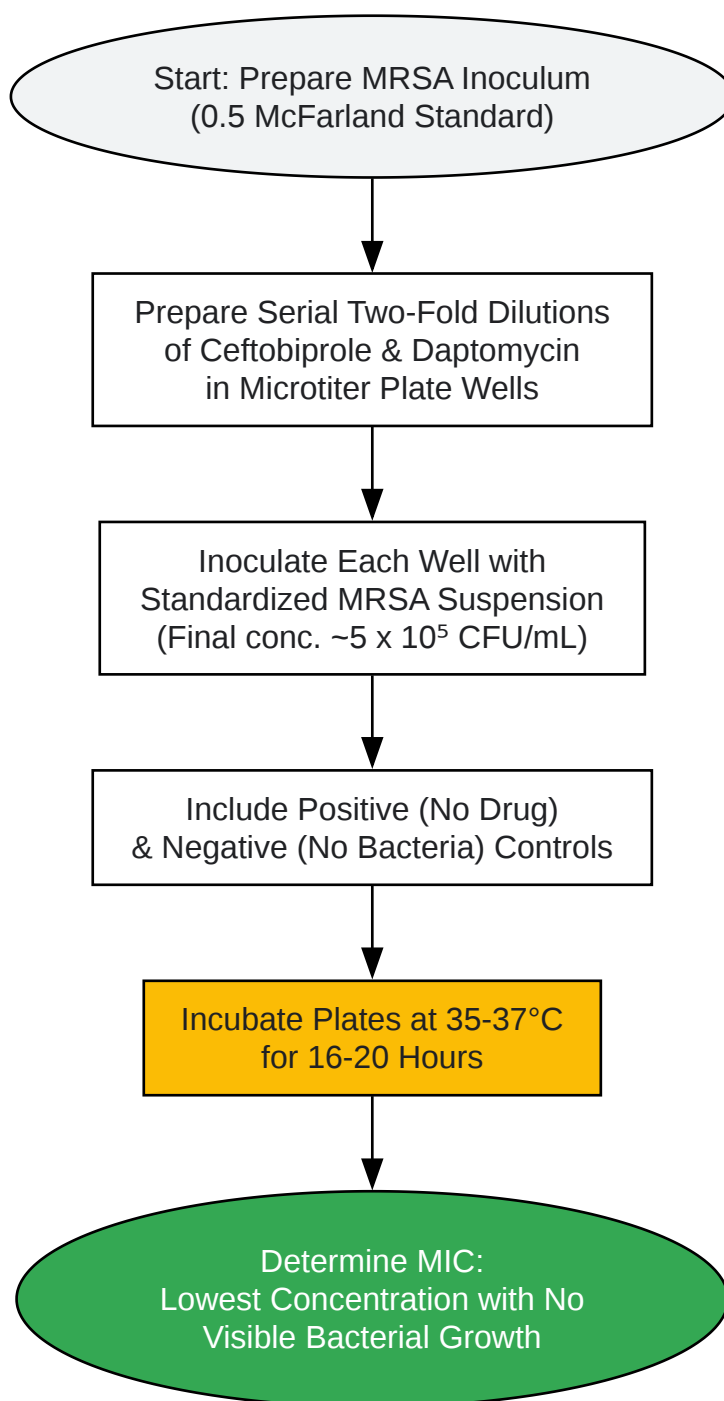 Start: Prepare MRSA Inoculum
(0.5 McFarland Standard)
Prepare Serial Two-Fold Dilutions
of Ceftobiprole & Daptomycin
in Microtiter Plate Wells
Inoculate Each Well with
Standardized MRSA Suspension
(Final conc. ~5 x 10⁵ CFU/mL)
Include Positive (No Drug)
& Negative (No Bacteria) Controls
Incubate Plates at 35-37°C
for 16-20 Hours
Determine MIC:
Lowest Concentration with No
Visible Bacterial Growth